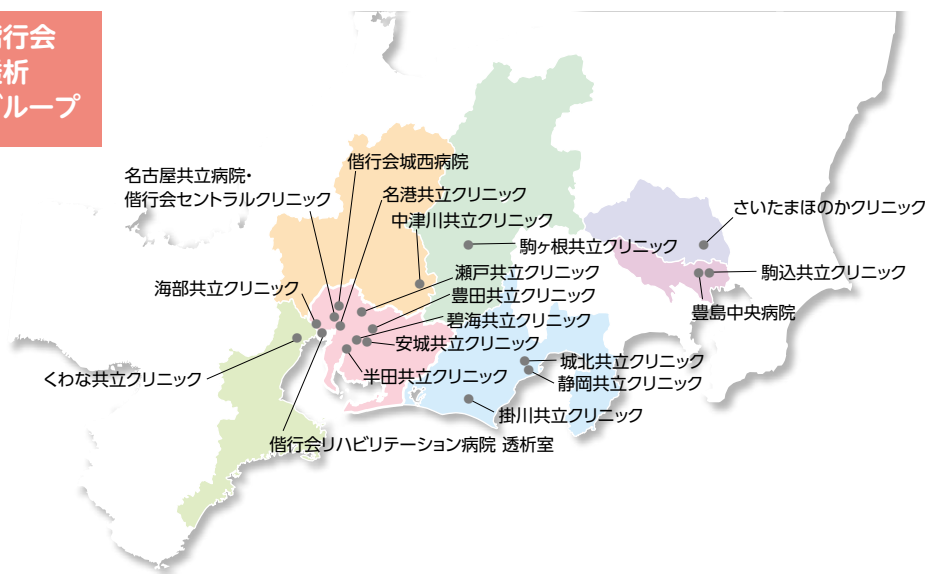 偕行会
透析
グループ
偕行会城西病院
名古屋共立病院・
偕行会セントラルクリニック
名港共立クリニック
中津川共立クリニック
さいたまほのかクリニック
駒ヶ根共立クリニック
瀬戸共立クリニック
駒込共立クリニック
海部共立クリニック
豊田共立クリニック
豊島中央病院
碧海共立クリニック
安城共立クリニック
城北共立クリニック
くわな共立クリニック
半田共立クリニック
静岡共立クリニック
掛川共立クリニック
偕行会リハビリテーション病院 透析室